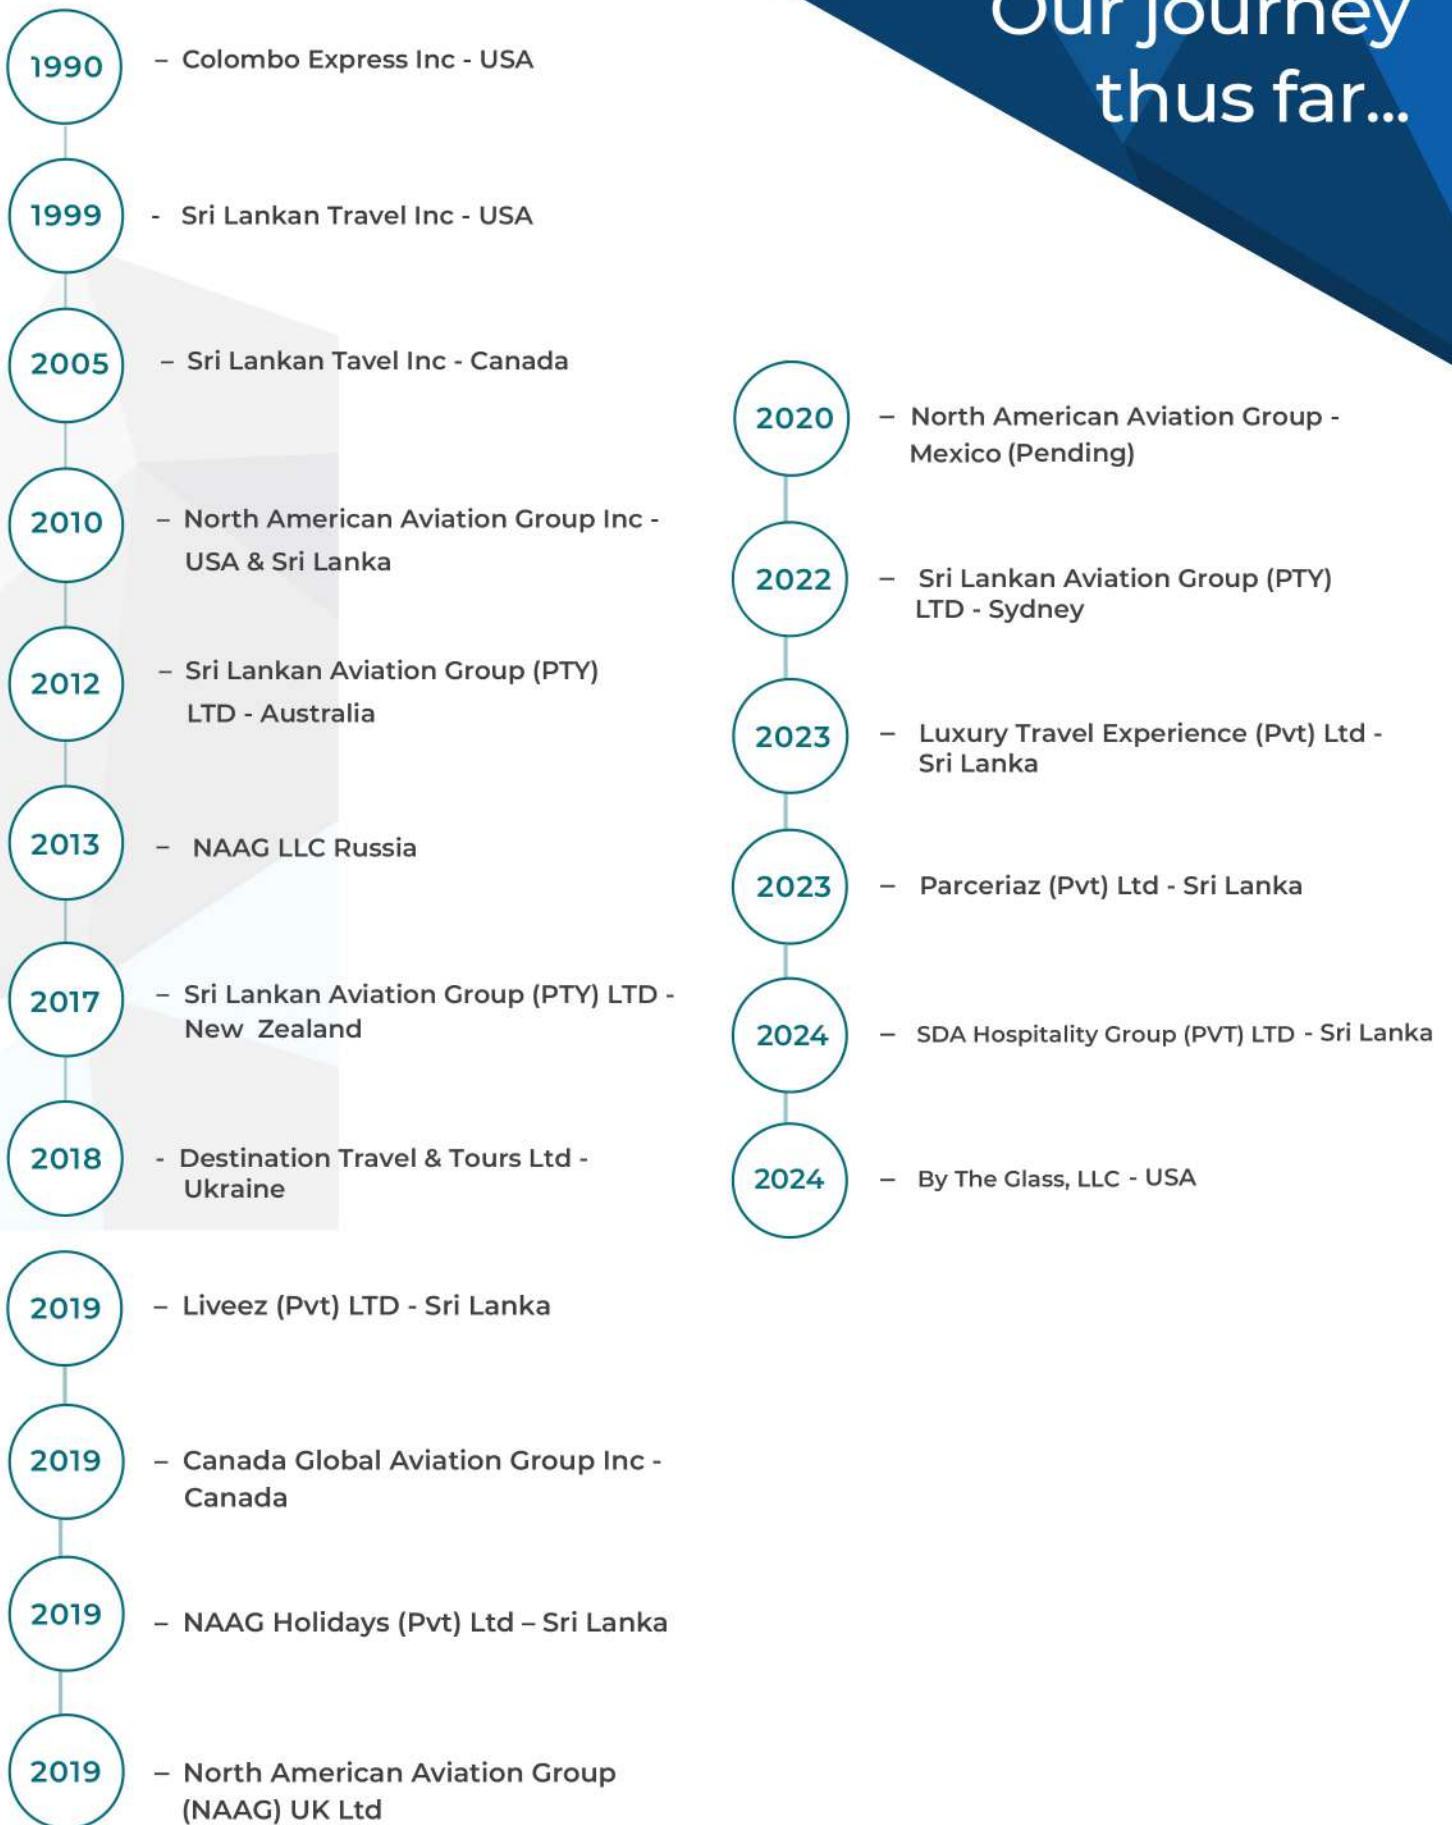 Our journey
thus far...
1990
– Colombo Express Inc - USA
1999
- Sri Lankan Travel Inc - USA
2005
– Sri Lankan Tavel Inc - Canada
2010
– North American Aviation Group Inc -
USA & Sri Lanka
2012
– Sri Lankan Aviation Group (PTY)
LTD - Australia
2013
– NAAG LLC Russia
2017
– Sri Lankan Aviation Group (PTY) LTD -
New Zealand
2018
- Destination Travel & Tours Ltd -
Ukraine
2019
– Liveez (Pvt) LTD - Sri Lanka
2019
– Canada Global Aviation Group Inc -
Canada
2019
– NAAG Holidays (Pvt) Ltd – Sri Lanka
2019
– North American Aviation Group
(NAAG) UK Ltd
2020
– North American Aviation Group -
Mexico (Pending)
2022
– Sri Lankan Aviation Group (PTY)
LTD - Sydney
2023
– Luxury Travel Experience (Pvt) Ltd -
Sri Lanka
2023
– Parceriaz (Pvt) Ltd - Sri Lanka
2024
– SDA Hospitality Group (PVT) LTD - Sri Lanka
2024
– By The Glass, LLC - USA